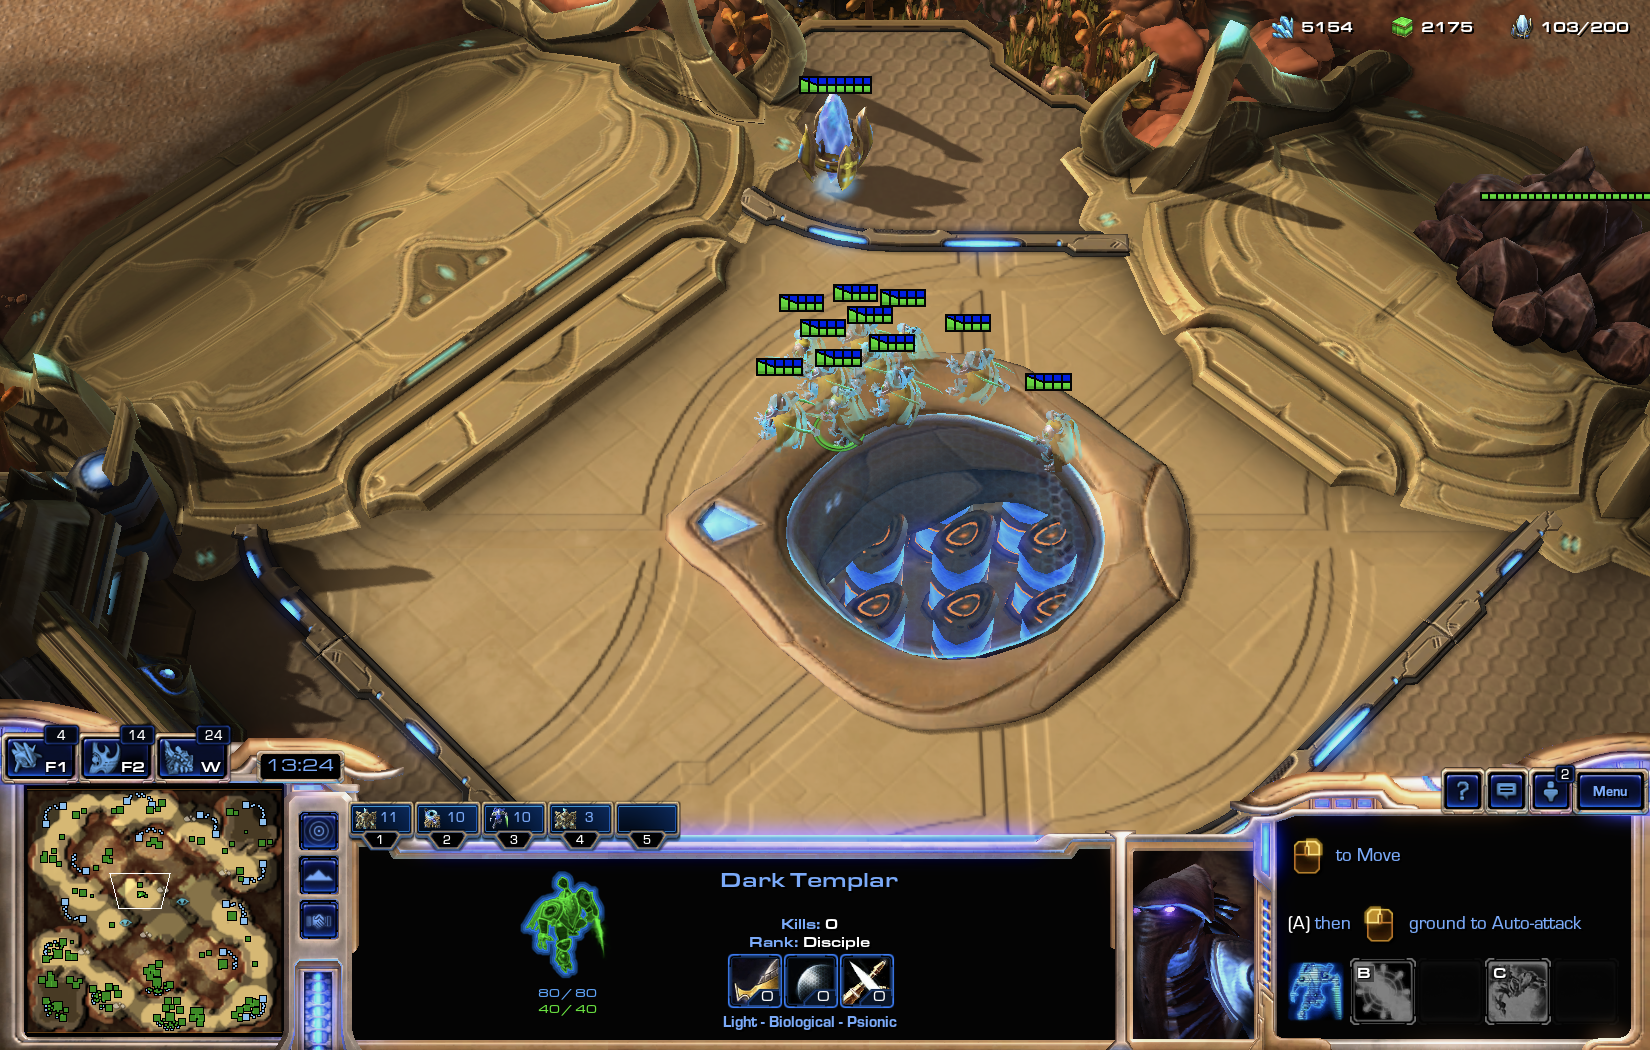 5154 2175 103/200
4 14 24
F1 F2 W
13:24
11 10 10 3
1 2 3 4 5
Dark Templar
Kills: 0
Rank: Disciple
0 0 0
80/80
40/40
Light - Biological - Psionic
2
? Menu
to Move
(A) then ground to Auto-attack
B C